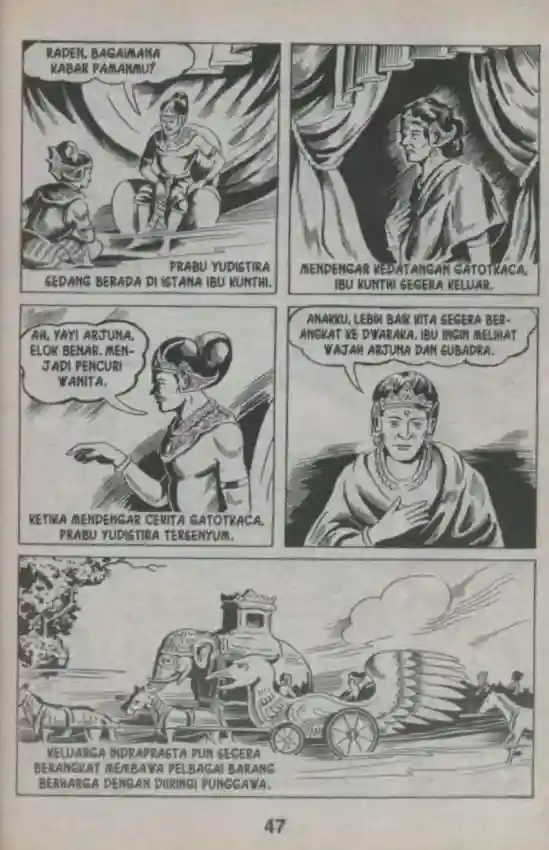 RADEN, BAGAIMANA
KABAR PAMANMU?
PRABU YUDISTIRA
SEDANG BERADA DI ISTANA IBU KUNTHI.
MENDENGAR KEDATANGAN GATOTKACA,
IBU KUNTHI SEGERA KELUAR.
AH, YAYI ARJUNA,
ELOK BENAR. MEN-
JADI PENCURI
WANITA.
KETIKA MENDENGAR CERITA GATOTKACA,
PRABU YUDISTIRA TERSENYUM.
ANAKKU, LEBIH BAIK KITA SEGERA BER-
ANGKAT KE DWARAKA. IBU INGIN MELIHAT
WAJAH ARJUNA DAN SUBADRA.
KELUARGA INDRAPRASTA PUN SEGERA
BERANGKAT MEMBAWA PELBAGAI BARANG
BERHARGA DENGAN DIIRINGI PUNGGAWA.
47